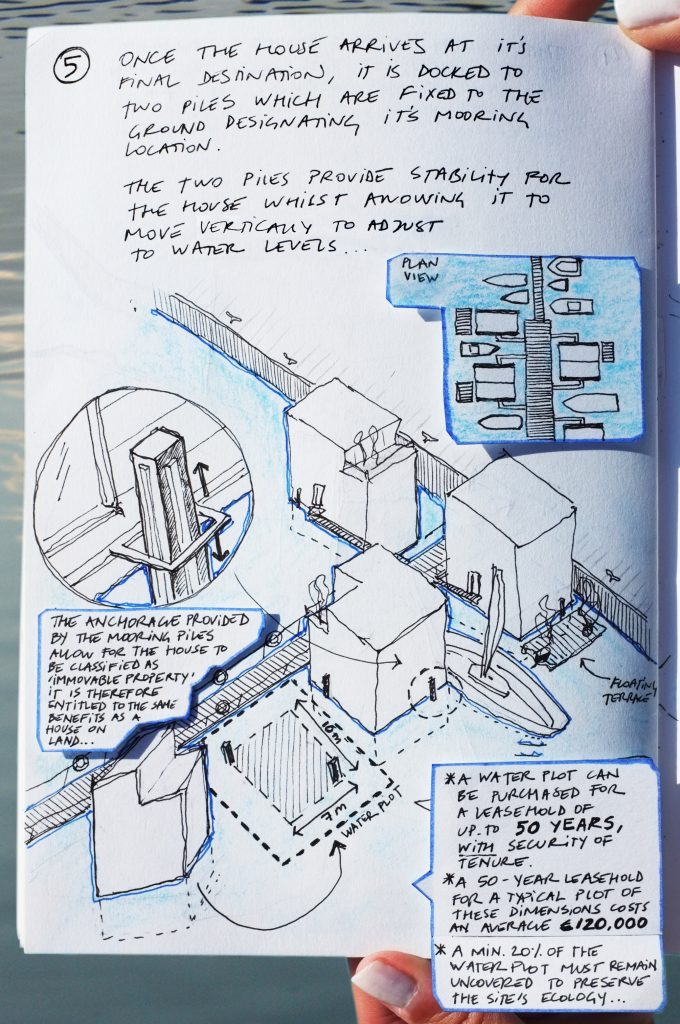 5
ONCE THE HOUSE ARRIVES AT IT'S
FINAL DESTINATION, IT IS DOCKED TO
TWO PILES WHICH ARE FIXED TO THE
GROUND DESIGNATING IT'S MOORING
LOCATION.
THE TWO PILES PROVIDE STABILITY FOR
THE HOUSE WHILST ALLOWING IT TO
MOVE VERTICALLY TO ADJUST
TO WATER LEVELS...
PLAN
VIEW
THE ANCHORAGE PROVIDED
BY THE MOORING PILES
ALLOW FOR THE HOUSE TO
BE CLASSIFIED AS
'IMMOVABLE PROPERTY'
IT IS THEREFORE
ENTITLED TO THE SAME
BENEFITS AS A
HOUSE ON
LAND...
FLOATING
TERRACE
10m
7m
WATER PLOT
* A WATER PLOT CAN
BE PURCHASED FOR
A LEASEHOLD OF
UP TO 50 YEARS,
WITH SECURITY OF
TENURE.
* A 50-YEAR LEASEHOLD
FOR A TYPICAL PLOT OF
THESE DIMENSIONS COSTS
AN AVERAGE €120,000
* A MIN. 20% OF THE
WATER PLOT MUST REMAIN
UNCOVERED TO PRESERVE
THE SITE'S ECOLOGY...